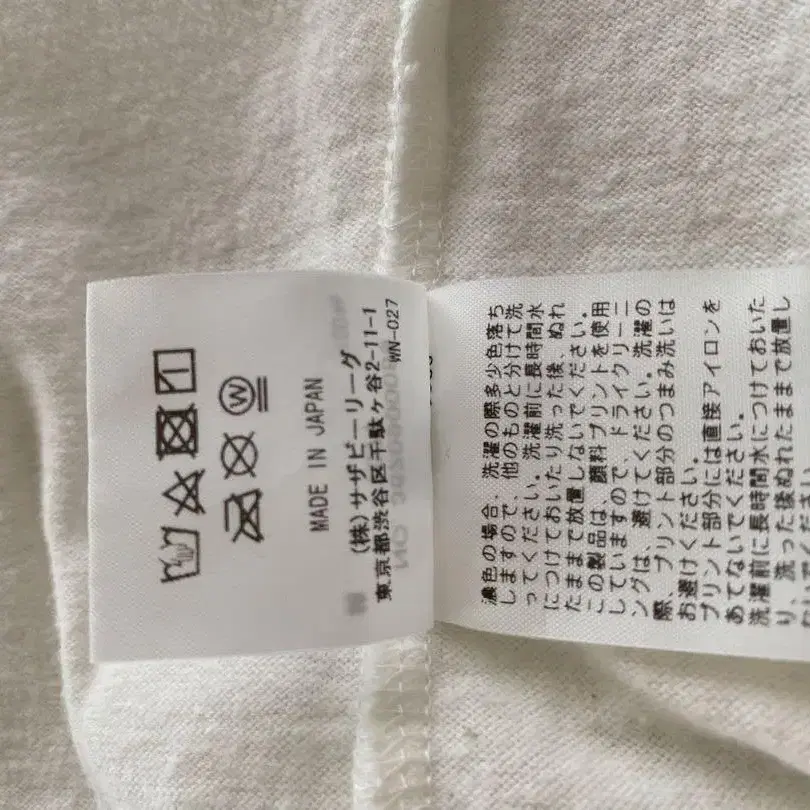 MADE IN JAPAN
(株)サザビーリーグ
東京都渋谷区千駄ケ谷2-11-1
WN-027
濃色の場合、洗濯の際多少色落ち
しますので、他のものと分けて洗
ってください。洗濯前に長時間水
につけておいたり洗った後、ぬれ
たままで放置しないでください。
この製品は、顔料プリントを使用
していますので、ドライクリーニ
ングは、避けてください。洗濯の
際、プリント部分のつまみ洗いは
お避けください。
プリント部分には直接アイロンを
あてないでください。
洗濯前に長時間水につけておいた
り、洗った後ぬれたままで放置し